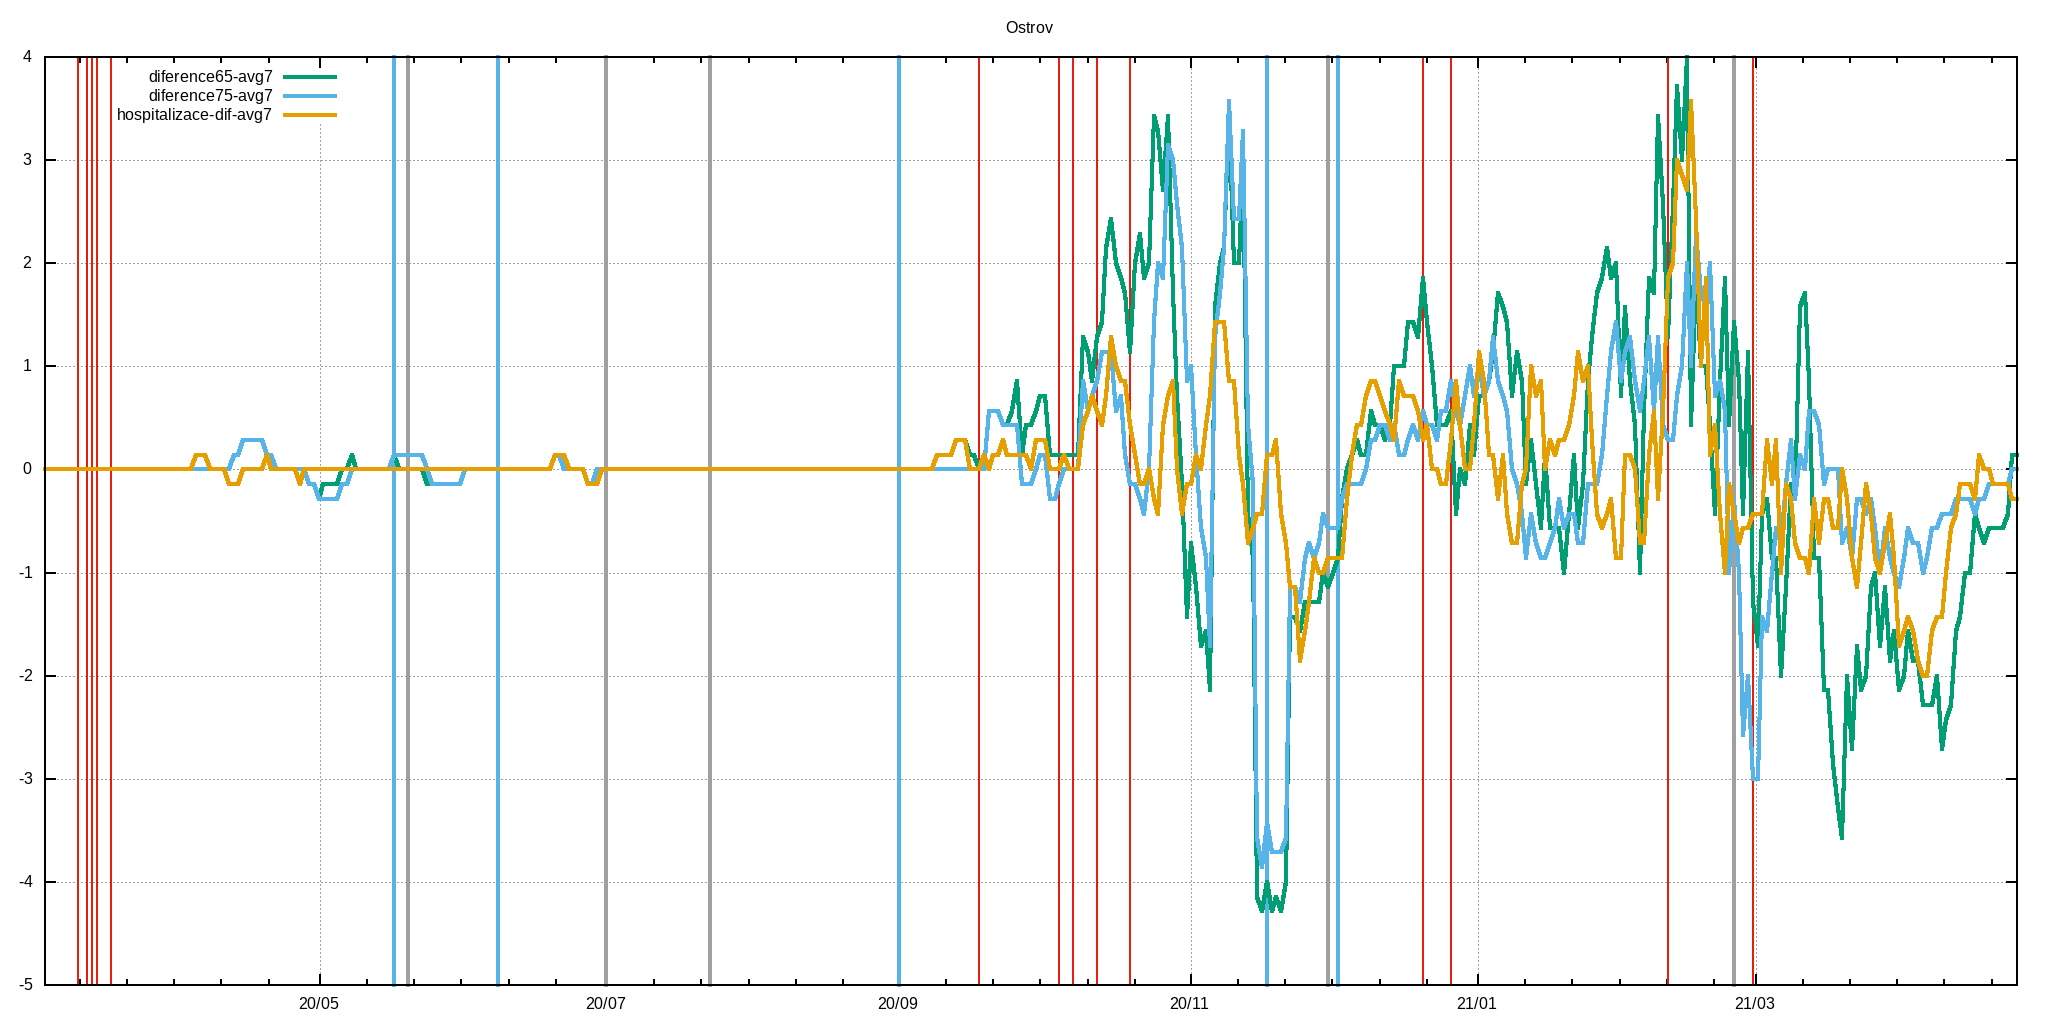 Ostrov
4
diference65-avg7
diference75-avg7
hospitalizace-dif-avg7
3
2
1
0
-1
-2
-3
-4
-5
20/05 20/07 20/09 20/11 21/01 21/03